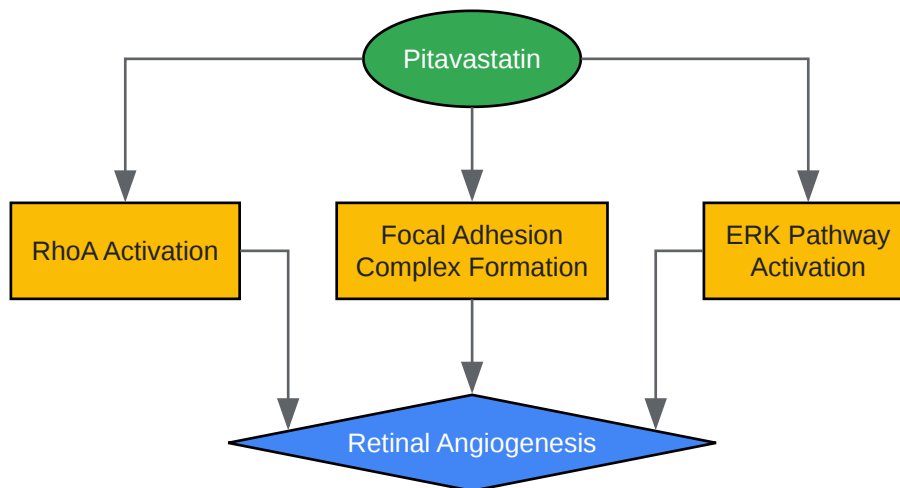 Pitavastatin
RhoA Activation
Focal Adhesion
Complex Formation
ERK Pathway
Activation
Retinal Angiogenesis